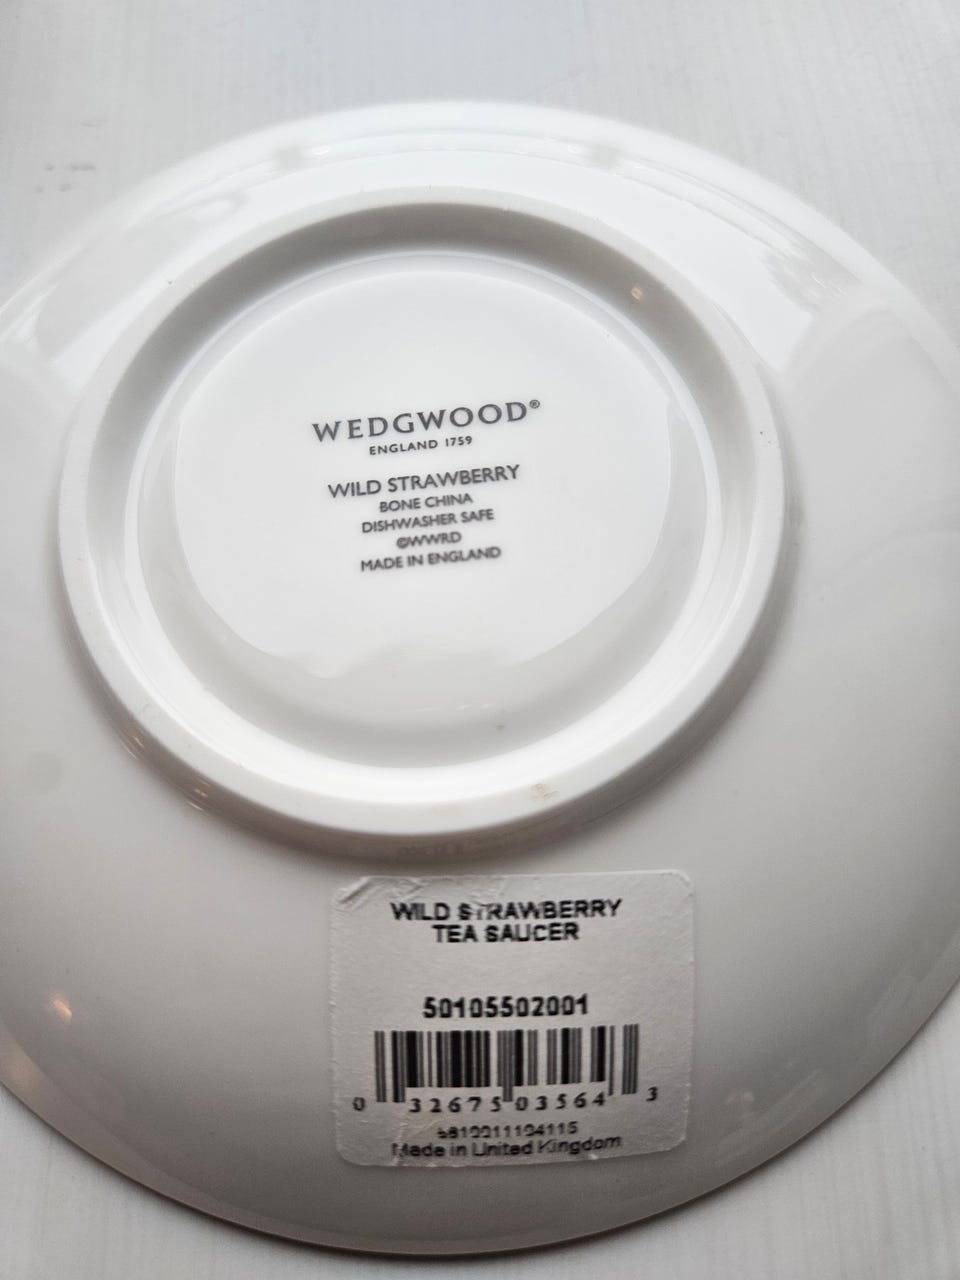 WEDGWOOD®
ENGLAND 1759
WILD STRAWBERRY
BONE CHINA
DISHWASHER SAFE
©WWRD
MADE IN ENGLAND
WILD STRAWBERRY
TEA SAUCER
50105502001
0 32675 03564 3
Made in United Kingdom